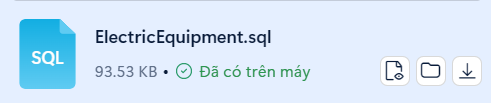 SQL
ElectricEquipment.sql
93.53 KB • Đã có trên máy